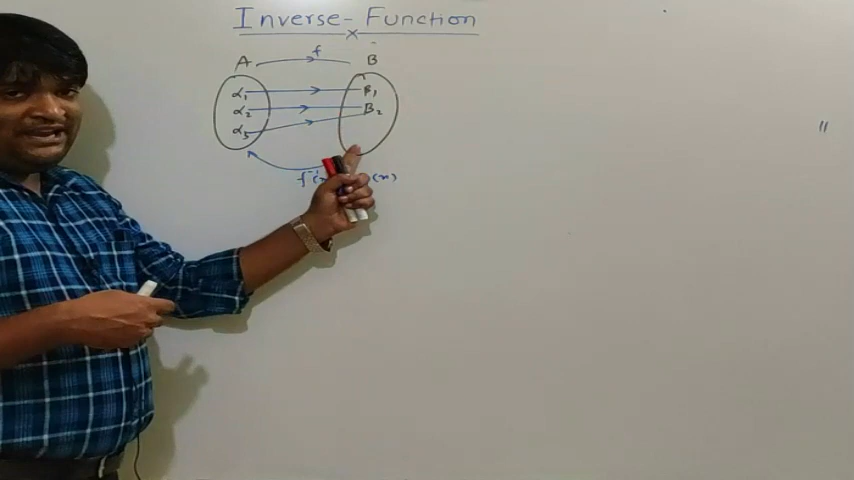 Inverse-Function
f
A B
α₁ β₁
α₂ β₂
α₃
(x)